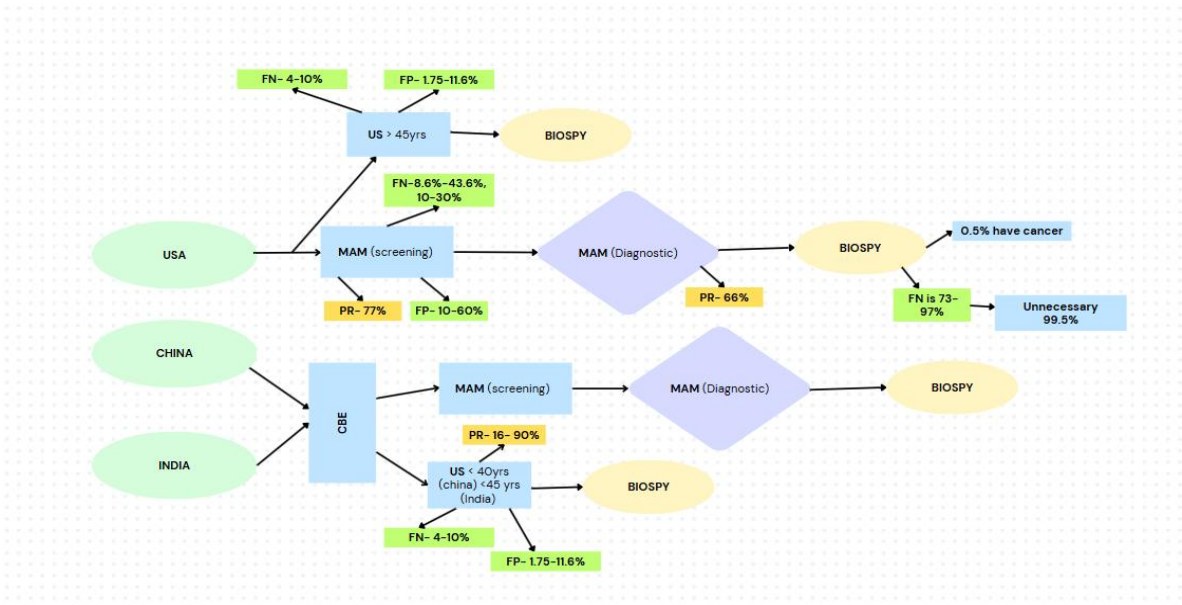 FN- 4-10%
FP- 1.75-11.6%
US > 45yrs
BIOSPY
FN-8.6%-43.6%,
10-30%
USA
MAM (screening)
MAM (Diagnostic)
BIOSPY
0.5% have cancer
PR- 77%
FP- 10-60%
PR- 66%
FN is 73-
97%
Unnecessary
99.5%
CHINA
CBE
MAM (screening)
MAM (Diagnostic)
BIOSPY
INDIA
PR- 16- 90%
US < 40yrs
(china) <45 yrs
(India)
BIOSPY
FN- 4-10%
FP- 1.75-11.6%